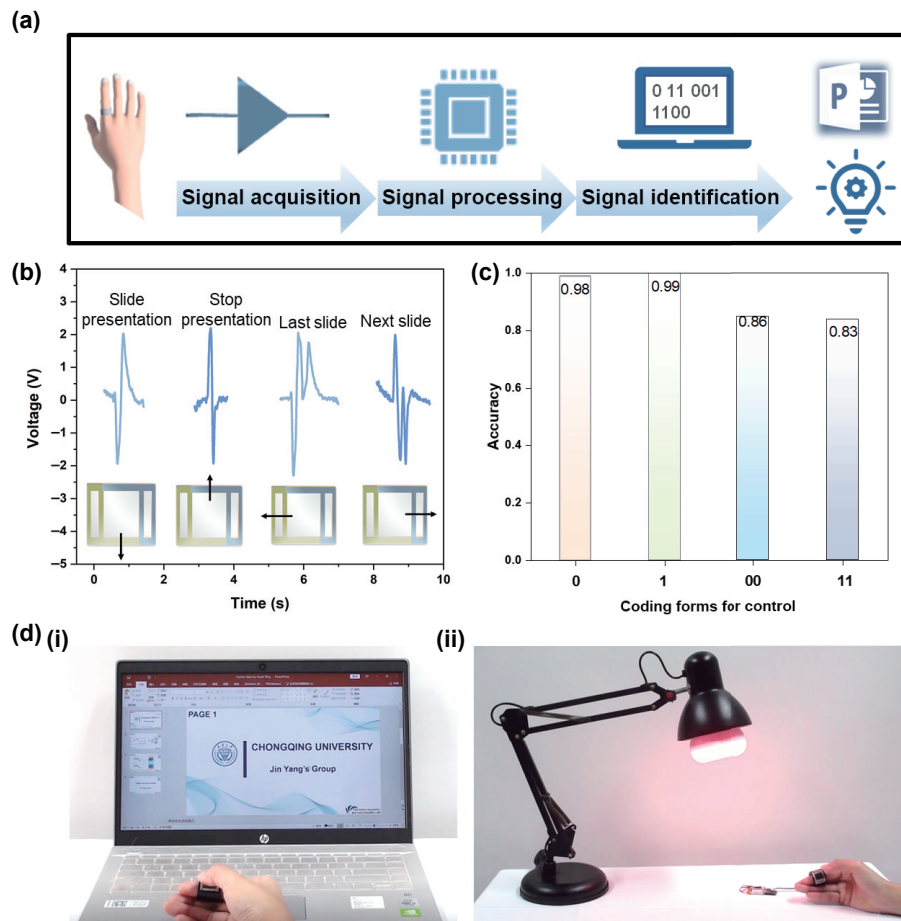 (a)
0 11 001
1100
P
Signal acquisition
Signal processing
Signal identification
(b)
4
3
2
1
0
−1
−2
−3
−4
−5
Voltage (V)
Slide
presentation
Stop
presentation
Last slide
Next slide
0
2
4
6
8
10
Time (s)
(c)
1.0
0.8
0.6
0.4
0.2
0.0
Accuracy
0.98
0.99
0.86
0.83
0
1
00
11
Coding forms for control
(d)
(i)
PAGE 1
CHONGQING UNIVERSITY
Jin Yang's Group
hp
(ii)